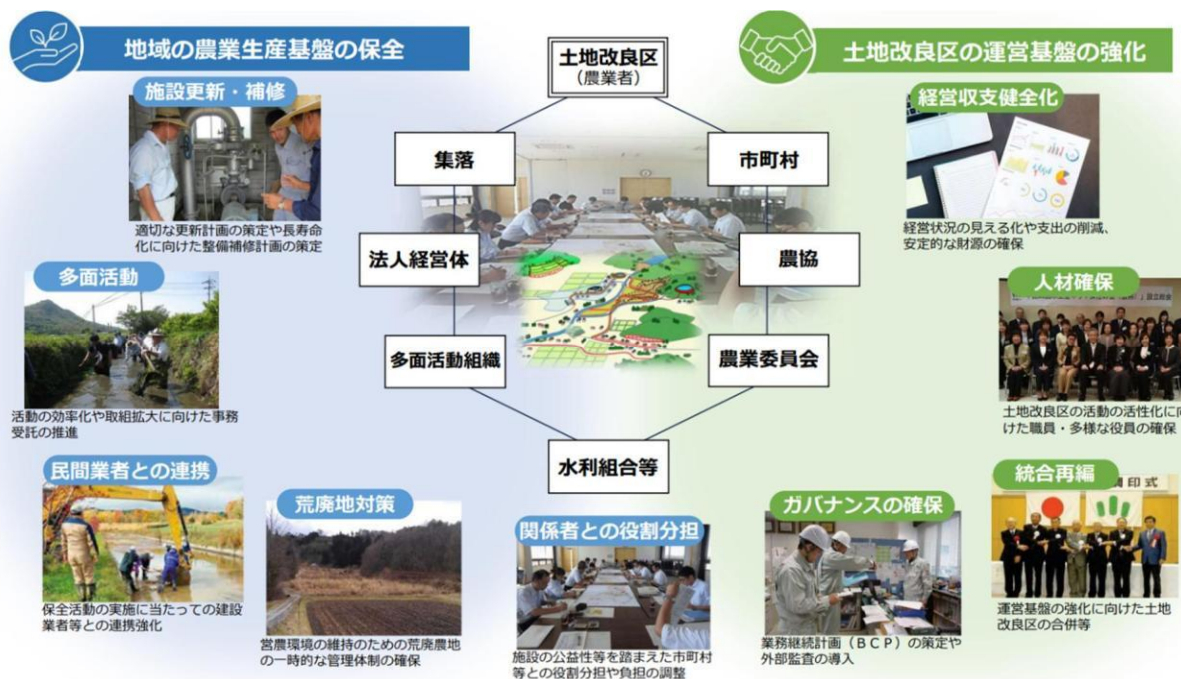 地域の農業生産基盤の保全
施設更新・補修
適切な更新計画の策定や長寿命
化に向けた整備補修計画の策定
多面活動
活動の効率化や取組拡大に向けた事務
受託の推進
民間業者との連携
保全活動の実施に当たっての建設
業者等との連携強化
荒廃地対策
営農環境の維持のための荒廃農地
の一時的な管理体制の確保
関係者との役割分担
施設の公益性等を踏まえた市町村
等との役割分担や負担の調整
土地改良区
(農業者)
集落
市町村
法人経営体
農協
多面活動組織
農業委員会
水利組合等
土地改良区の運営基盤の強化
経営収支健全化
経営状況の見える化や支出の削減、
安定的な財源の確保
人材確保
設立総会
土地改良区の活動の活性化に向
けた職員・多様な役員の確保
統合再編
調印式
運営基盤の強化に向けた土地
改良区の合併等
ガバナンスの確保
業務継続計画(BCP)の策定や
外部監査の導入